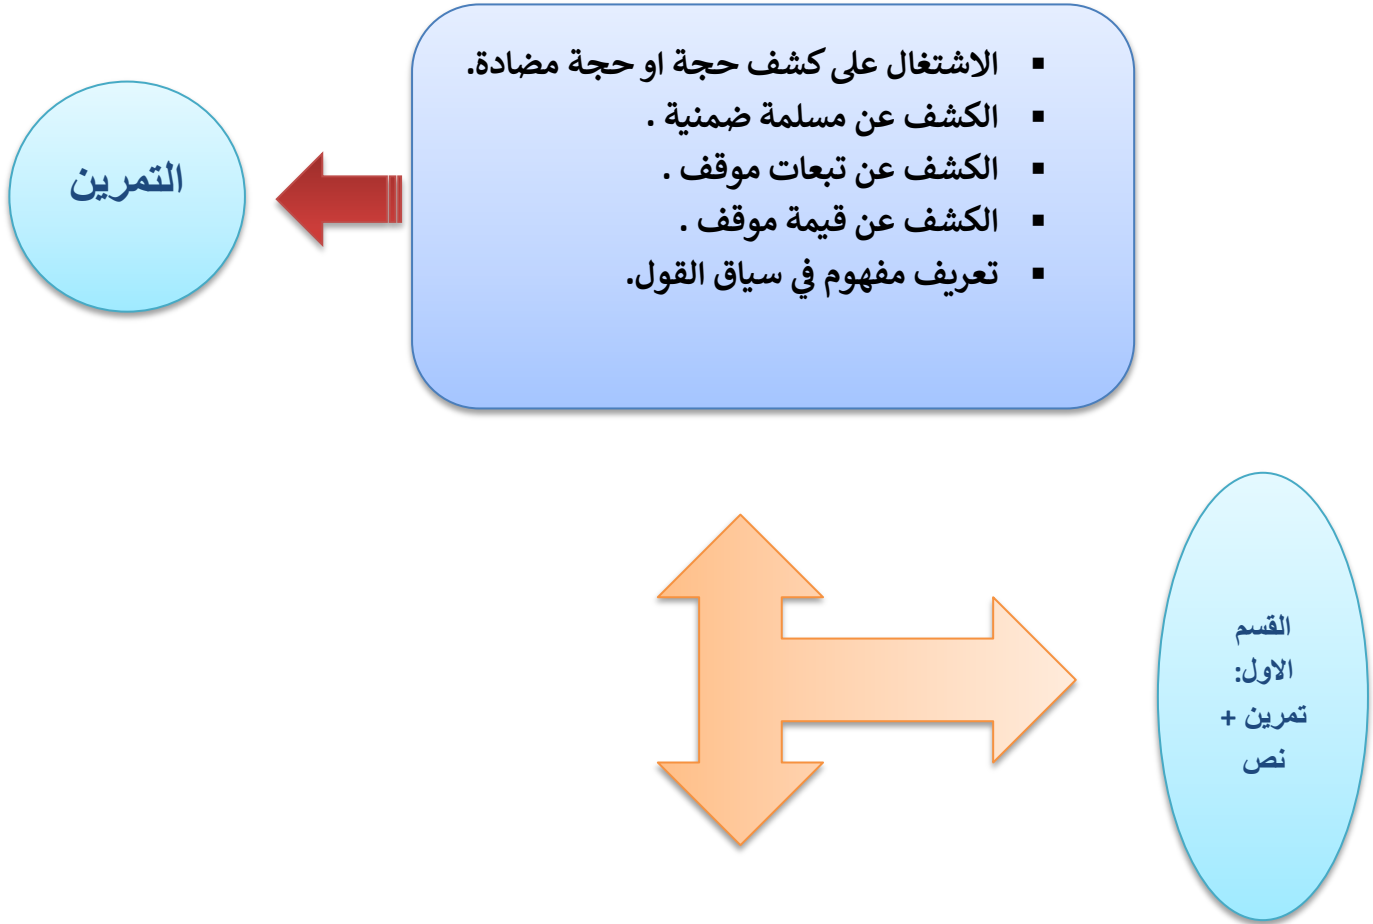 الاشتغال على كشف حجة او حجة مضادة.
الكشف عن مسلمة ضمنية .
الكشف عن تبعات موقف .
الكشف عن قيمة موقف .
تعريف مفهوم في سياق القول.
التمرين
القسم
الاول:
تمرين +
نص